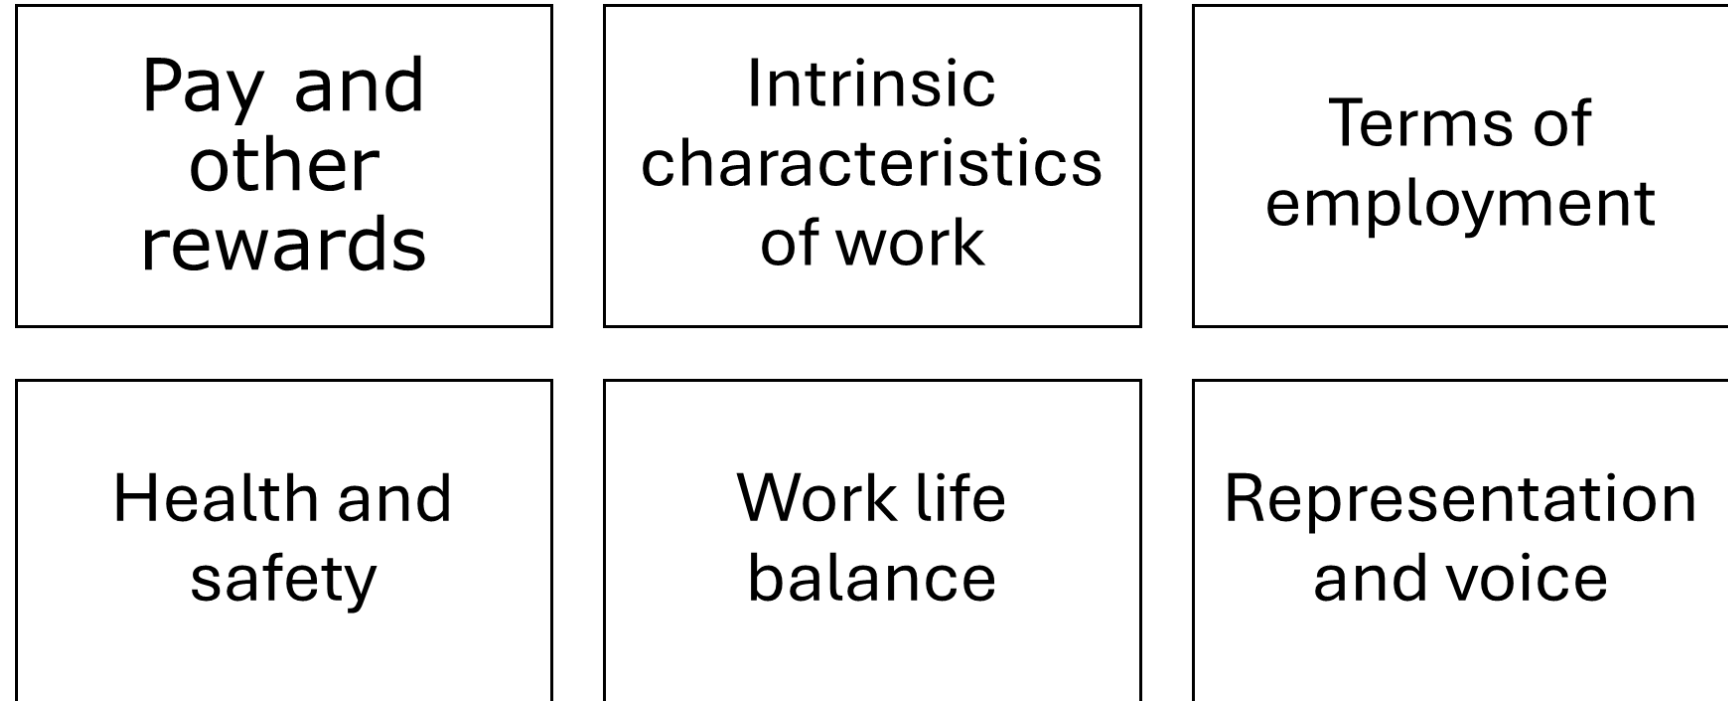 Pay and
other
rewards
Intrinsic
characteristics
of work
Terms of
employment
Health and
safety
Work life
balance
Representation
and voice